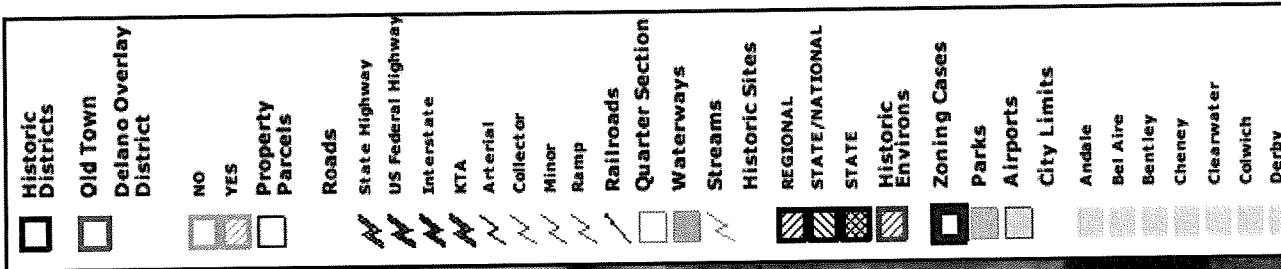 Historic
Districts
Old Town
Delano Overlay
District
NO
YES
Property
Parcels
Roads
State Highway
US Federal Highway
Interstate
KTA
Arterial
Collector
Minor
Ramp
Railroads
Quarter Section
Waterways
Streams
Historic Sites
REGIONAL
STATE/NATIONAL
STATE
Historic
Environs
Zoning Cases
Parks
Airports
City Limits
Andale
Bel Aire
Bentley
Cheney
Clearwater
Colwich
Derby